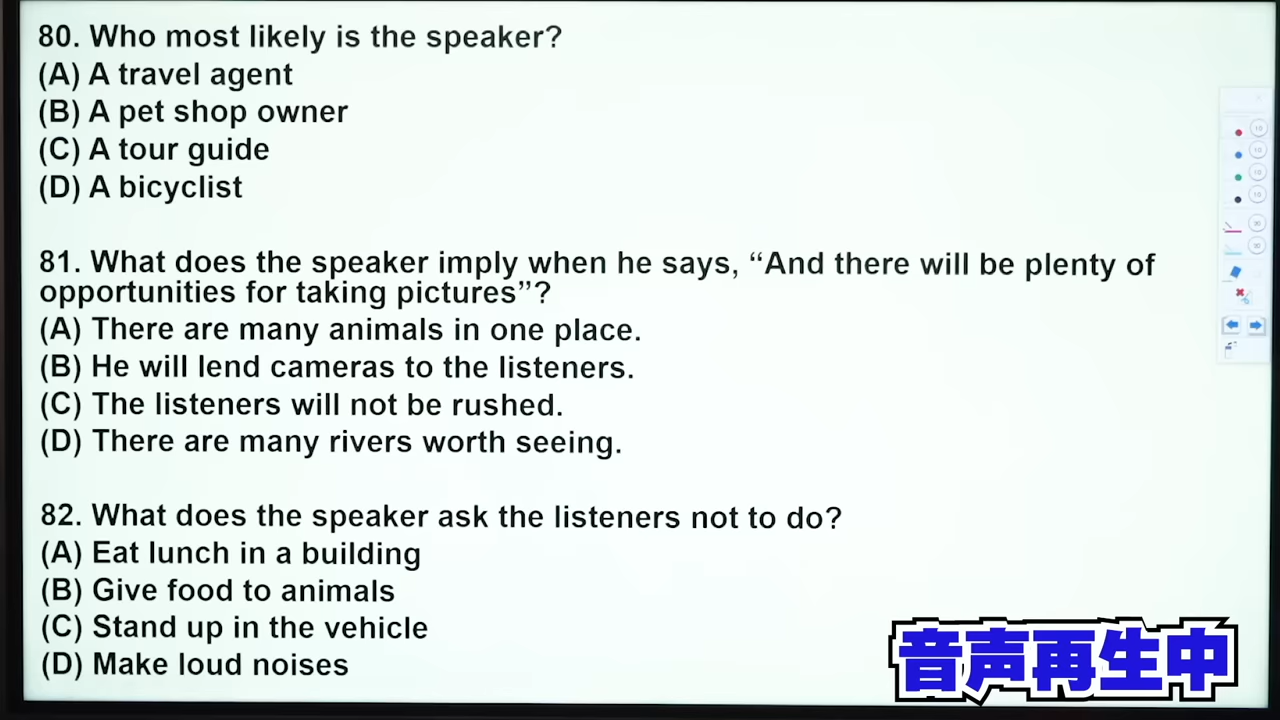 80. Who most likely is the speaker?
(A) A travel agent
(B) A pet shop owner
(C) A tour guide
(D) A bicyclist
81. What does the speaker imply when he says, “And there will be plenty of
opportunities for taking pictures”?
(A) There are many animals in one place.
(B) He will lend cameras to the listeners.
(C) The listeners will not be rushed.
(D) There are many rivers worth seeing.
82. What does the speaker ask the listeners not to do?
(A) Eat lunch in a building
(B) Give food to animals
(C) Stand up in the vehicle
(D) Make loud noises
音声再生中